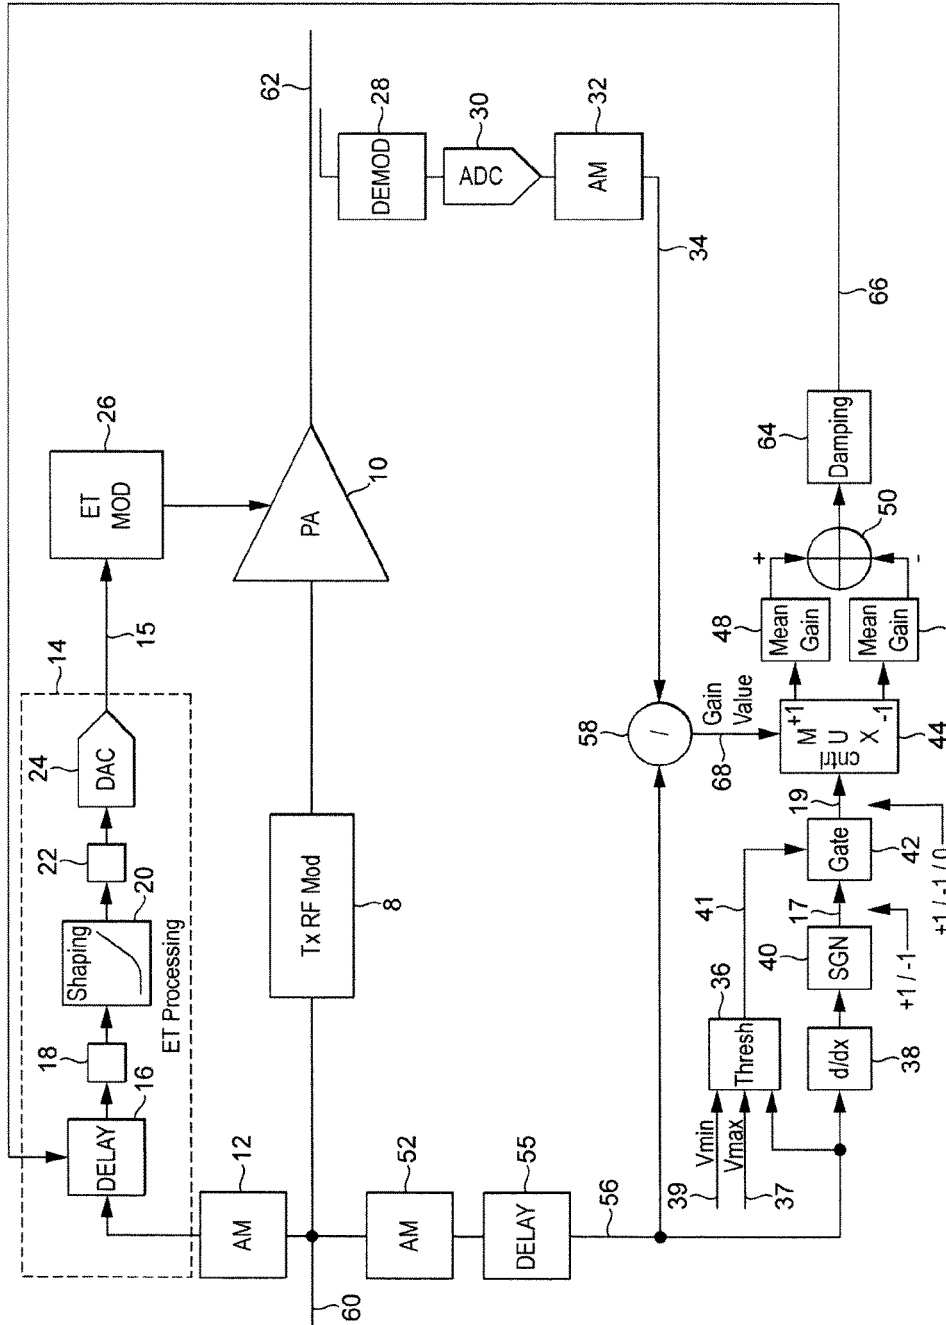 14
15
26
ET
MOD
24
DAC
22
20
Shaping
18
16
DELAY
ET Processing
12
AM
60
Tx RF Mod
8
PA
10
62
28
DEMOD
30
ADC
32
AM
34
52
AM
55
DELAY
56
58
/
Gain
Value
68
39
Vmin
Vmax
37
36
Thresh
41
d/dx
38
40
SGN
17
+1 / -1
Gate
42
19
+1 / -1 / 0
cntrl
M
U
X
+1
-1
44
48
Mean
Gain
Mean
Gain
+
-
50
64
Damping
66